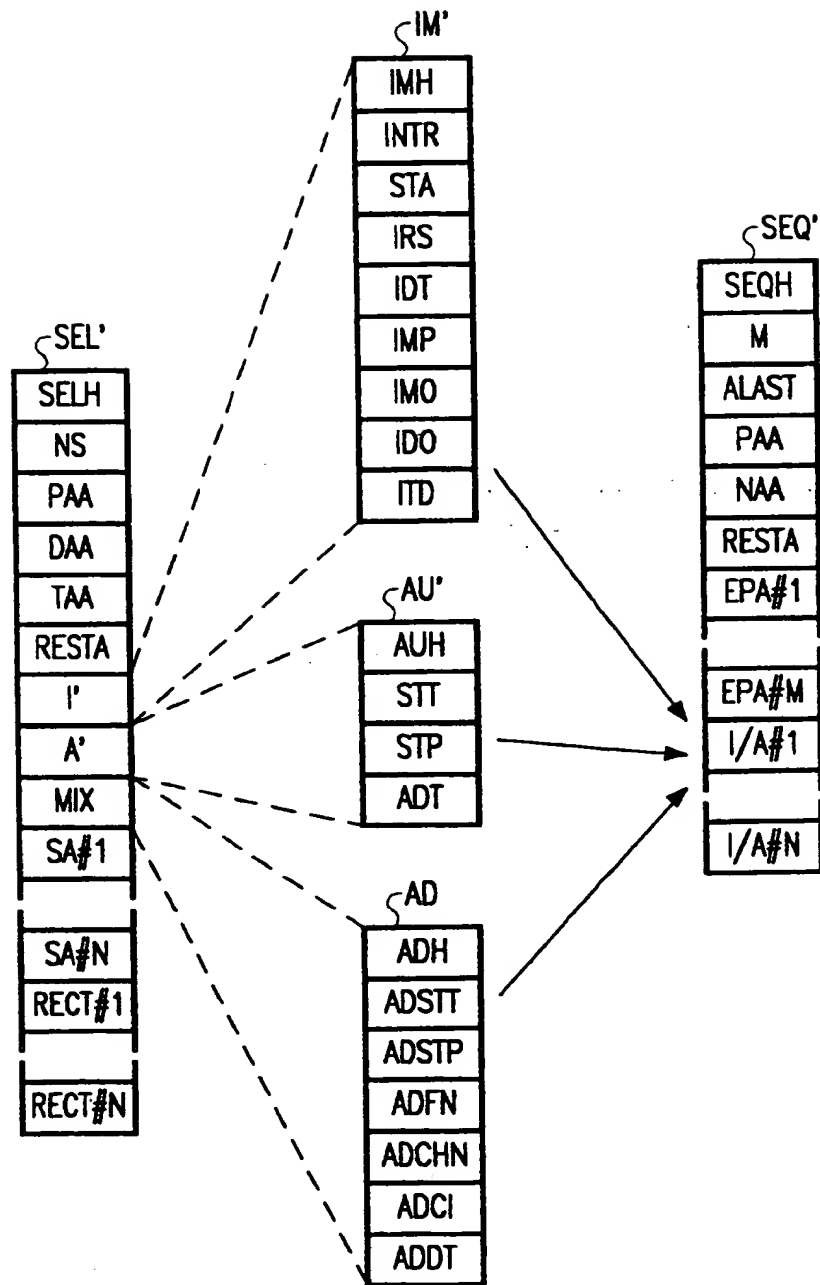 IM'
IMH
INTR
STA
IRS
IDT
IMP
IMO
IDO
ITD
SEL'
SELH
NS
PAA
DAA
TAA
RESTA
I'
A'
MIX
SA#1
SA#N
RECT#1
RECT#N
AU'
AUH
STT
STP
ADT
AD
ADH
ADSTT
ADSTP
ADFN
ADCHN
ADCI
ADDT
SEQ'
SEQH
M
ALAST
PAA
NAA
RESTA
EPA#1
EPA#M
I/A#1
I/A#N